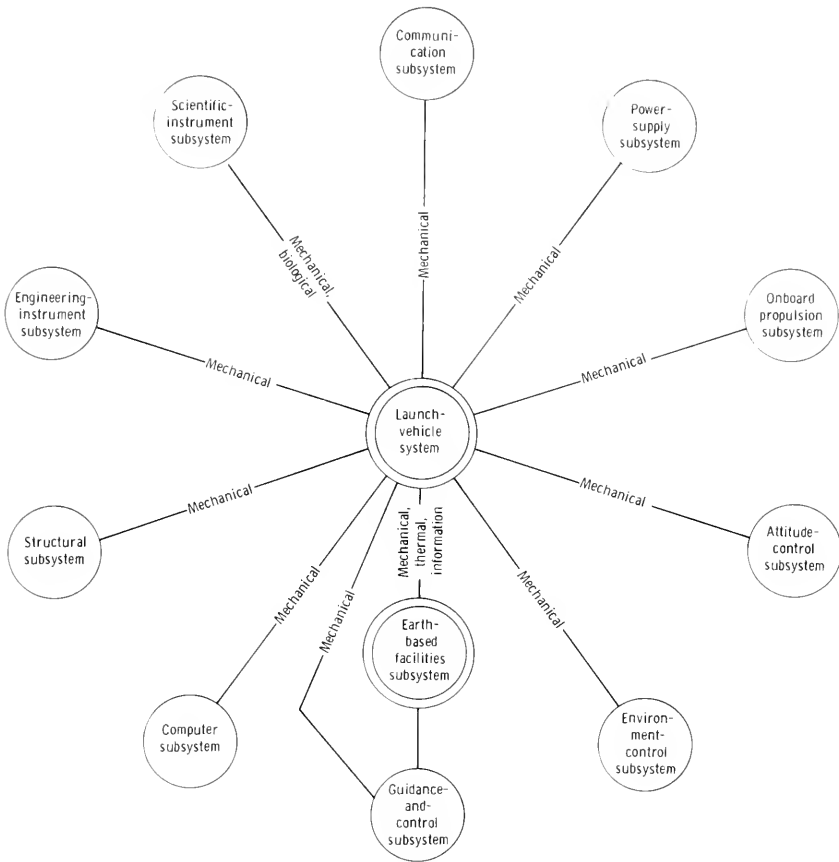 Communi-
cation
subsystem
Scientific-
instrument
subsystem
Power-
supply
subsystem
Mechanical,
biological
Mechanical
Mechanical
Engineering-
instrument
subsystem
Onboard
propulsion
subsystem
Mechanical
Mechanical
Launch-
vehicle
system
Mechanical
Mechanical
Structural
subsystem
Mechanical,
thermal,
information
Attitude-
control
subsystem
Mechanical
Mechanical
Mechanical
Earth-
based
facilities
subsystem
Computer
subsystem
Environ-
ment-
control
subsystem
Guidance-
and-
control
subsystem